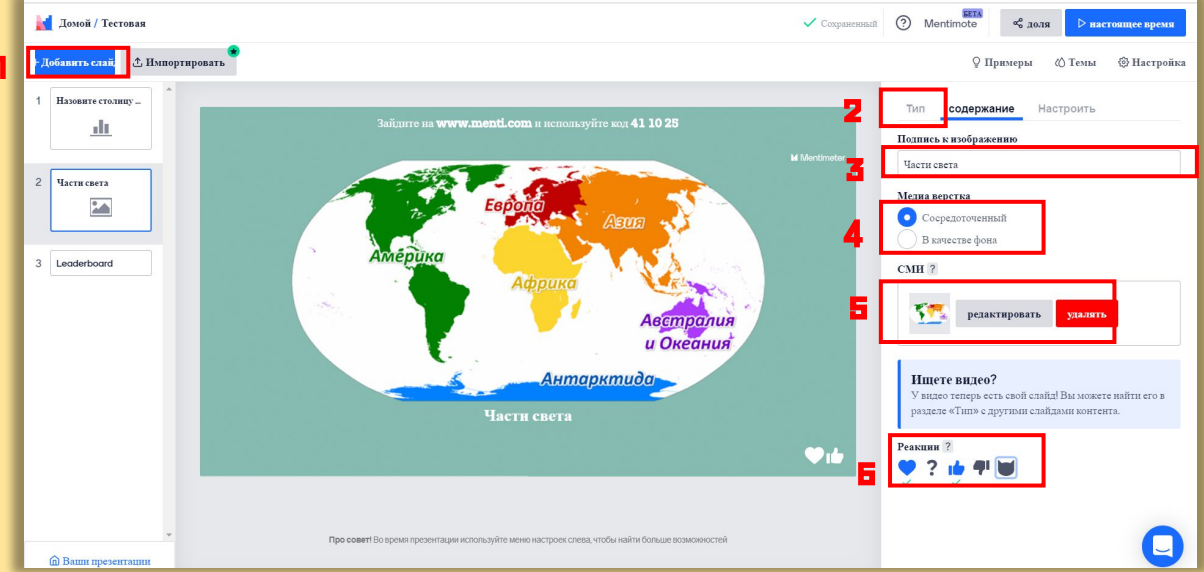 Домой / Тестовая
Сохраненный
?
Mentimote
БЕТА
доля
настоящее время
1
+ Добавить слай
Импортировать
Примеры
Темы
Настройка
1
Назовите столицу ...
2
Части света
3
Leaderboard
Ваши презентации
Зайдите на www.menti.com и используйте код 41 10 25
Mentimeter
Европа
Азия
Америка
Африка
Австралия
и Океания
Антарктида
Части света
Про совет! Во время презентации используйте меню настроек слева, чтобы найти больше возможностей
2
Тип
содержание
Настроить
Подпись к изображению
3
Части света
Медиа верстка
4
Сосредоточенный
В качестве фона
СМИ ?
5
редактировать
удалять
Ищете видео?
У видео теперь есть свой слайд! Вы можете найти его в
разделе «Тип» с другими слайдами контента.
Реакции ?
6
?